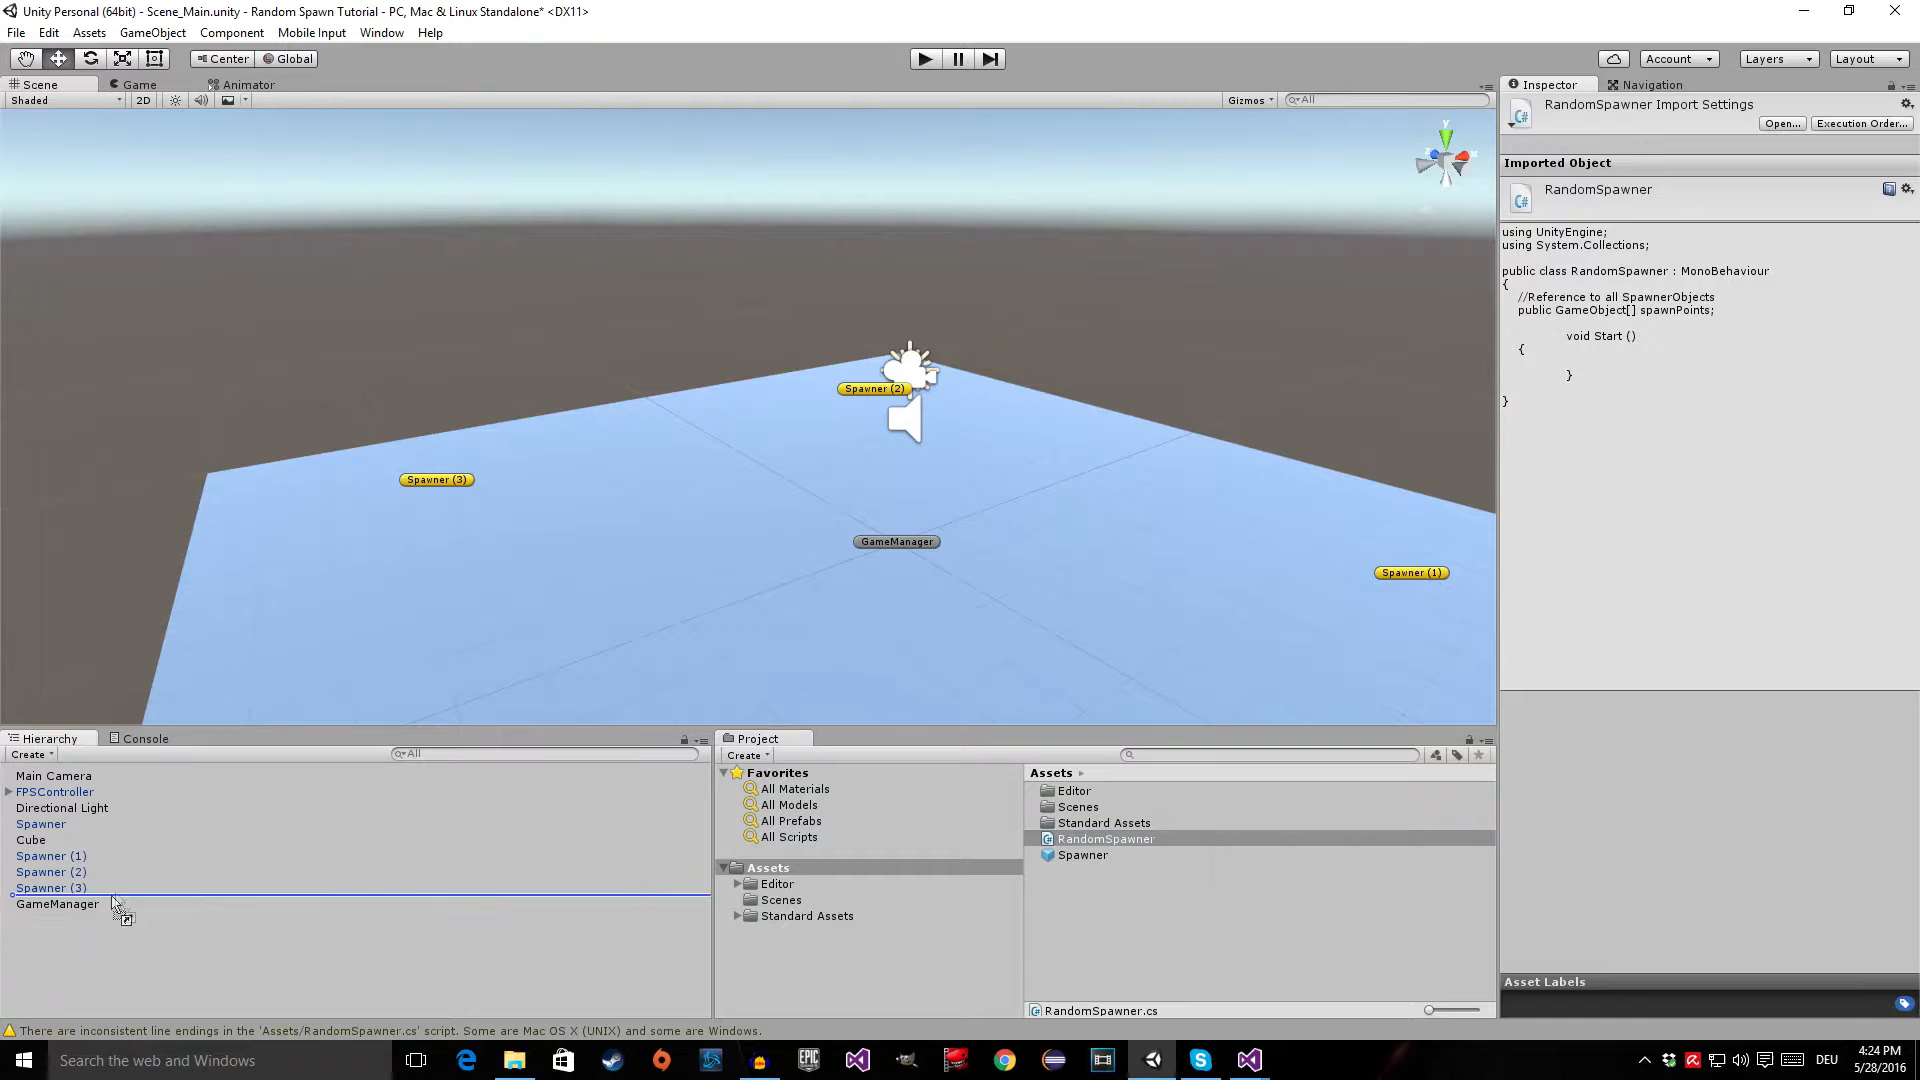 Unity Personal (64bit) - Scene_Main.unity - Random Spawn Tutorial - PC, Mac & Linux Standalone* <DX11>
File Edit Assets GameObject Component Mobile Input Window Help
Center Global Account Layers Layout
Scene Game Animator
Shaded 2D Gizmos All
Inspector Navigation
RandomSpawner Import Settings
Open... Execution Order...
Imported Object
RandomSpawner
using UnityEngine;
using System.Collections;
public class RandomSpawner : MonoBehaviour
{
//Reference to all SpawnerObjects
public GameObject[] spawnPoints;
void Start ()
{
}
}
y
x
z
Spawner (2)
Spawner (3)
GameManager
Spawner (1)
Hierarchy Console
Create All
Main Camera
FPSController
Directional Light
Spawner
Cube
Spawner (1)
Spawner (2)
Spawner (3)
GameManager
Project
Create
Favorites
All Materials
All Models
All Prefabs
All Scripts
Assets
Editor
Scenes
Standard Assets
Assets
Editor
Scenes
Standard Assets
RandomSpawner
Spawner
RandomSpawner.cs
Asset Labels
There are inconsistent line endings in the 'Assets/RandomSpawner.cs' script. Some are Mac OS X (UNIX) and some are Windows.
Search the web and Windows
EPIC
GAMES
DEU
4:24 PM
5/28/2016